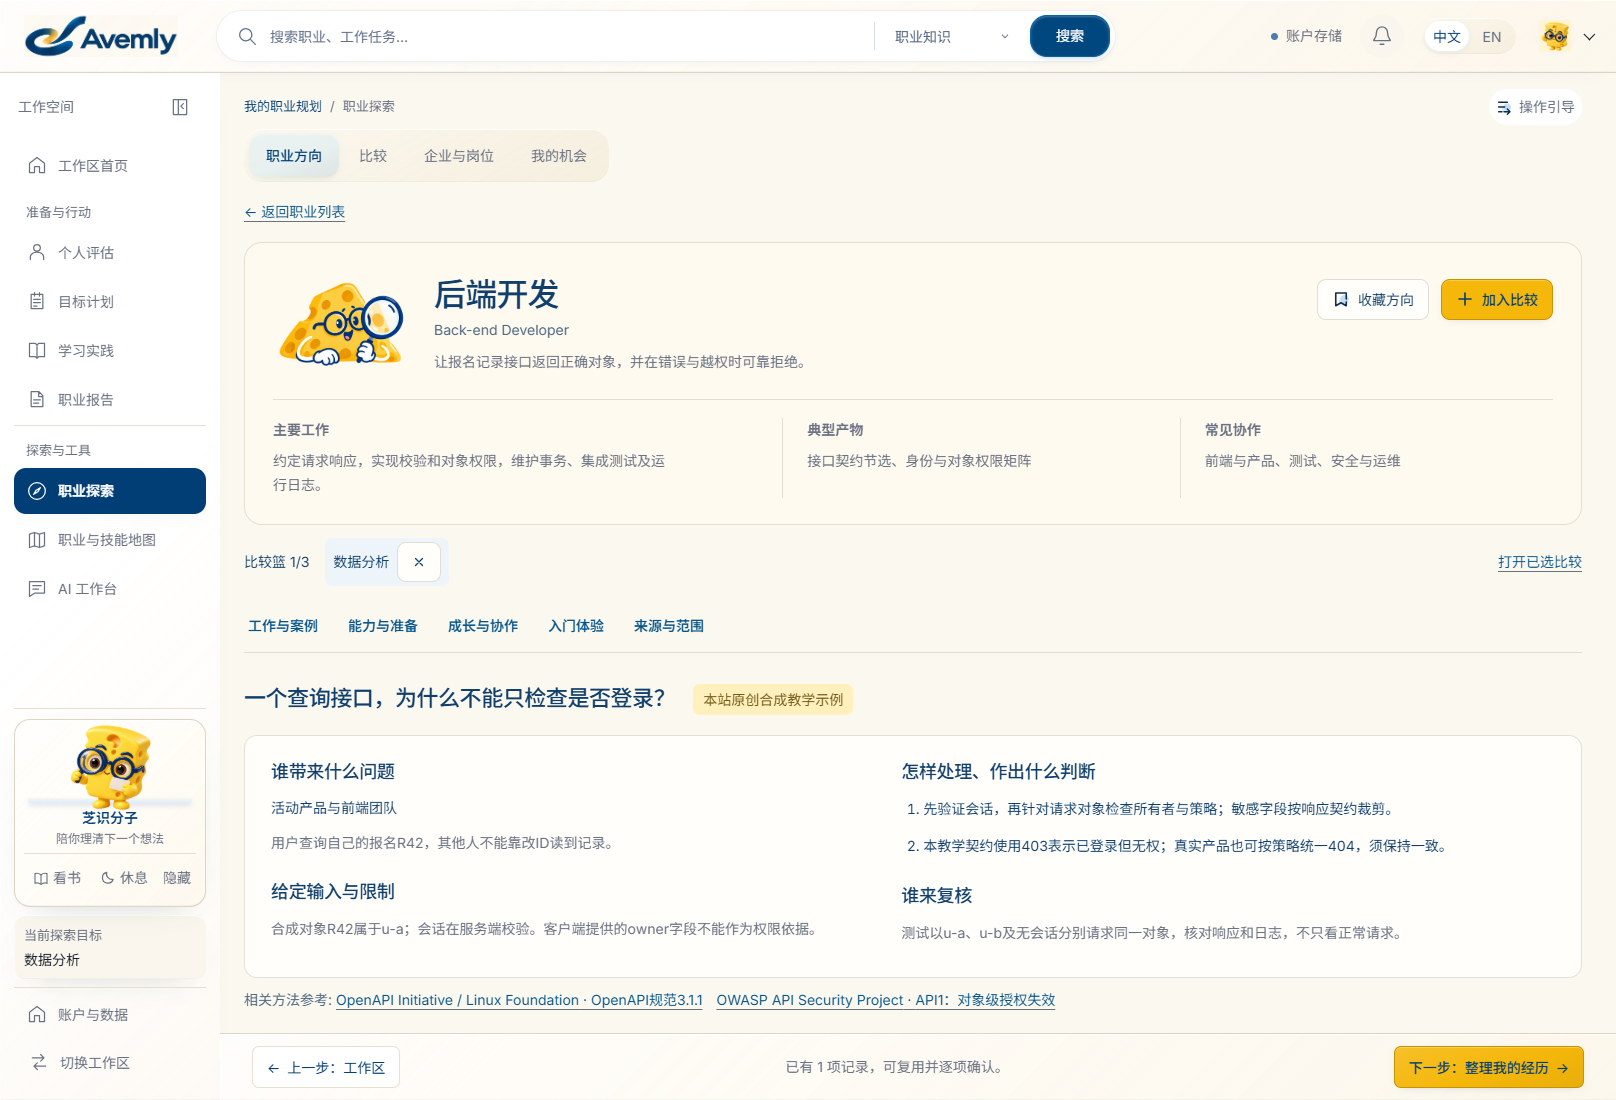 Avemly
搜索职业、工作任务...
职业知识
搜索
账户存储
中文
EN
工作空间
工作区首页
准备与行动
个人评估
目标计划
学习实践
职业报告
探索与工具
职业探索
职业与技能地图
AI 工作台
芝识分子
陪你理清下一个想法
看书
休息
隐藏
当前探索目标
数据分析
账户与数据
切换工作区
我的职业规划 / 职业探索
操作引导
职业方向
比较
企业与岗位
我的机会
← 返回职业列表
后端开发
Back-end Developer
让报名记录接口返回正确对象，并在错误与越权时可靠拒绝。
收藏方向
加入比较
主要工作
约定请求响应，实现校验和对象权限，维护事务、集成测试及运
行日志。
典型产物
接口契约节选、身份与对象权限矩阵
常见协作
前端与产品、测试、安全与运维
比较篮 1/3
数据分析
×
打开已选比较
工作与案例
能力与准备
成长与协作
入门体验
来源与范围
一个查询接口，为什么不能只检查是否登录？
本站原创合成教学示例
谁带来什么问题
活动产品与前端团队
用户查询自己的报名R42，其他人不能靠改ID读到记录。
给定输入与限制
合成对象R42属于u-a；会话在服务端校验。客户端提供的owner字段不能作为权限依据。
怎样处理、作出什么判断
1. 先验证会话，再针对请求对象检查所有者与策略；敏感字段按响应契约裁剪。
2. 本教学契约使用403表示已登录但无权；真实产品也可按策略统一404，须保持一致。
谁来复核
测试以u-a、u-b及无会话分别请求同一对象，核对响应和日志，不只看正常请求。
相关方法参考: OpenAPI Initiative / Linux Foundation · OpenAPI规范3.1.1 OWASP API Security Project · API1：对象级授权失效
← 上一步：工作区
已有 1 项记录，可复用并逐项确认。
下一步：整理我的经历 →